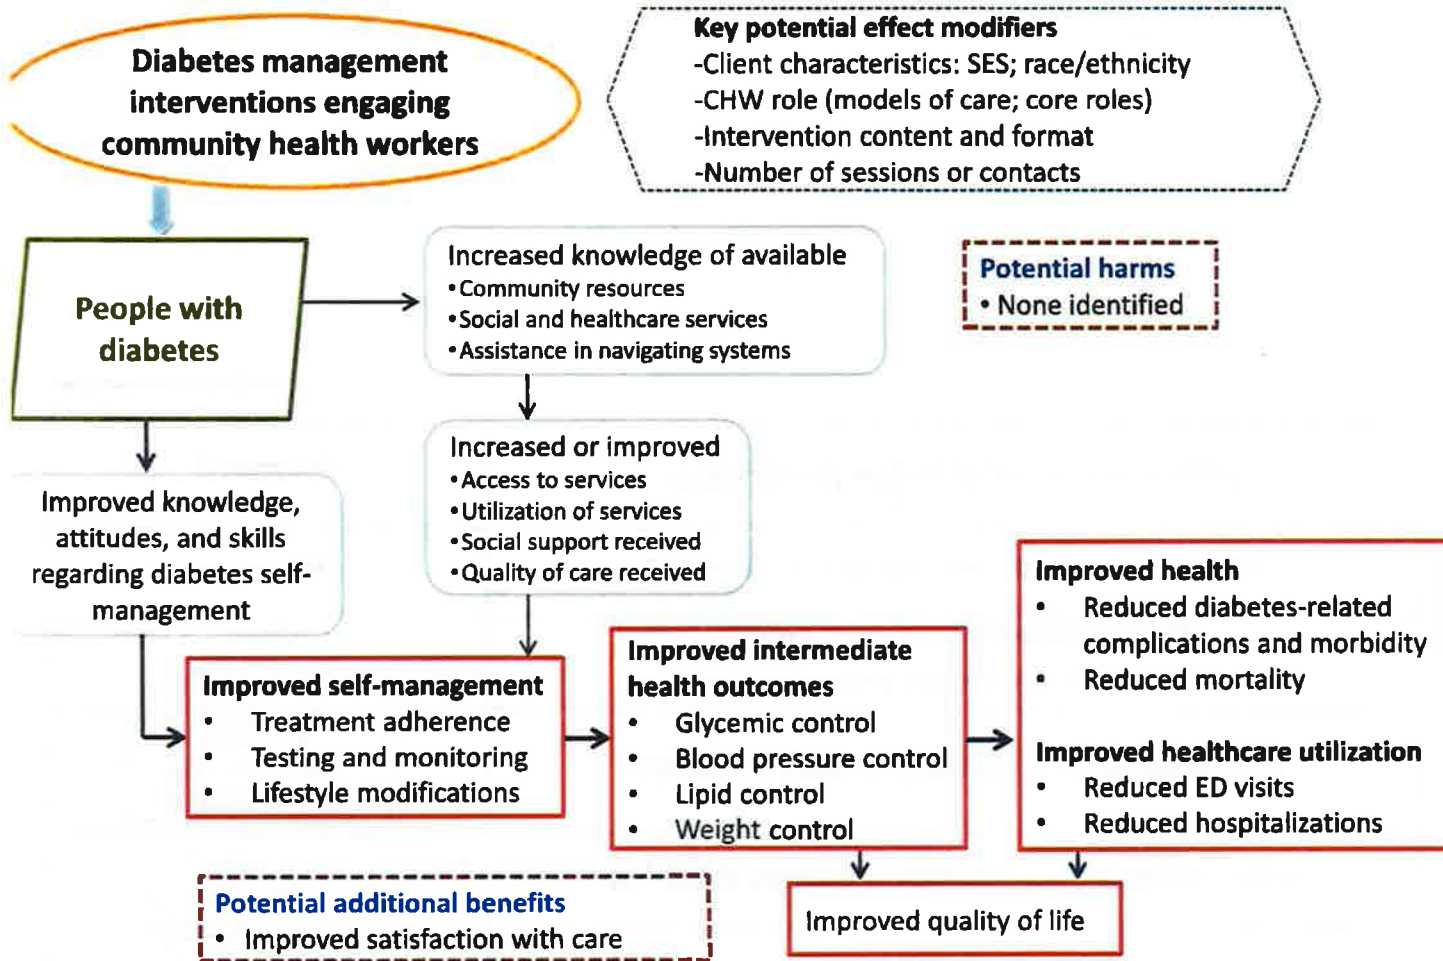 Diabetes management
interventions engaging
community health workers
Key potential effect modifiers
-Client characteristics: SES; race/ethnicity
-CHW role (models of care; core roles)
-Intervention content and format
-Number of sessions or contacts
People with
diabetes
Increased knowledge of available
•Community resources
•Social and healthcare services
•Assistance in navigating systems
Potential harms
• None identified
Increased or improved
•Access to services
•Utilization of services
•Social support received
•Quality of care received
Improved knowledge,
attitudes, and skills
regarding diabetes self-
management
Improved self-management
• Treatment adherence
• Testing and monitoring
• Lifestyle modifications
Improved intermediate
health outcomes
• Glycemic control
• Blood pressure control
• Lipid control
• Weight control
Improved health
• Reduced diabetes-related
complications and morbidity
• Reduced mortality
Improved healthcare utilization
• Reduced ED visits
• Reduced hospitalizations
Potential additional benefits
• Improved satisfaction with care
Improved quality of life